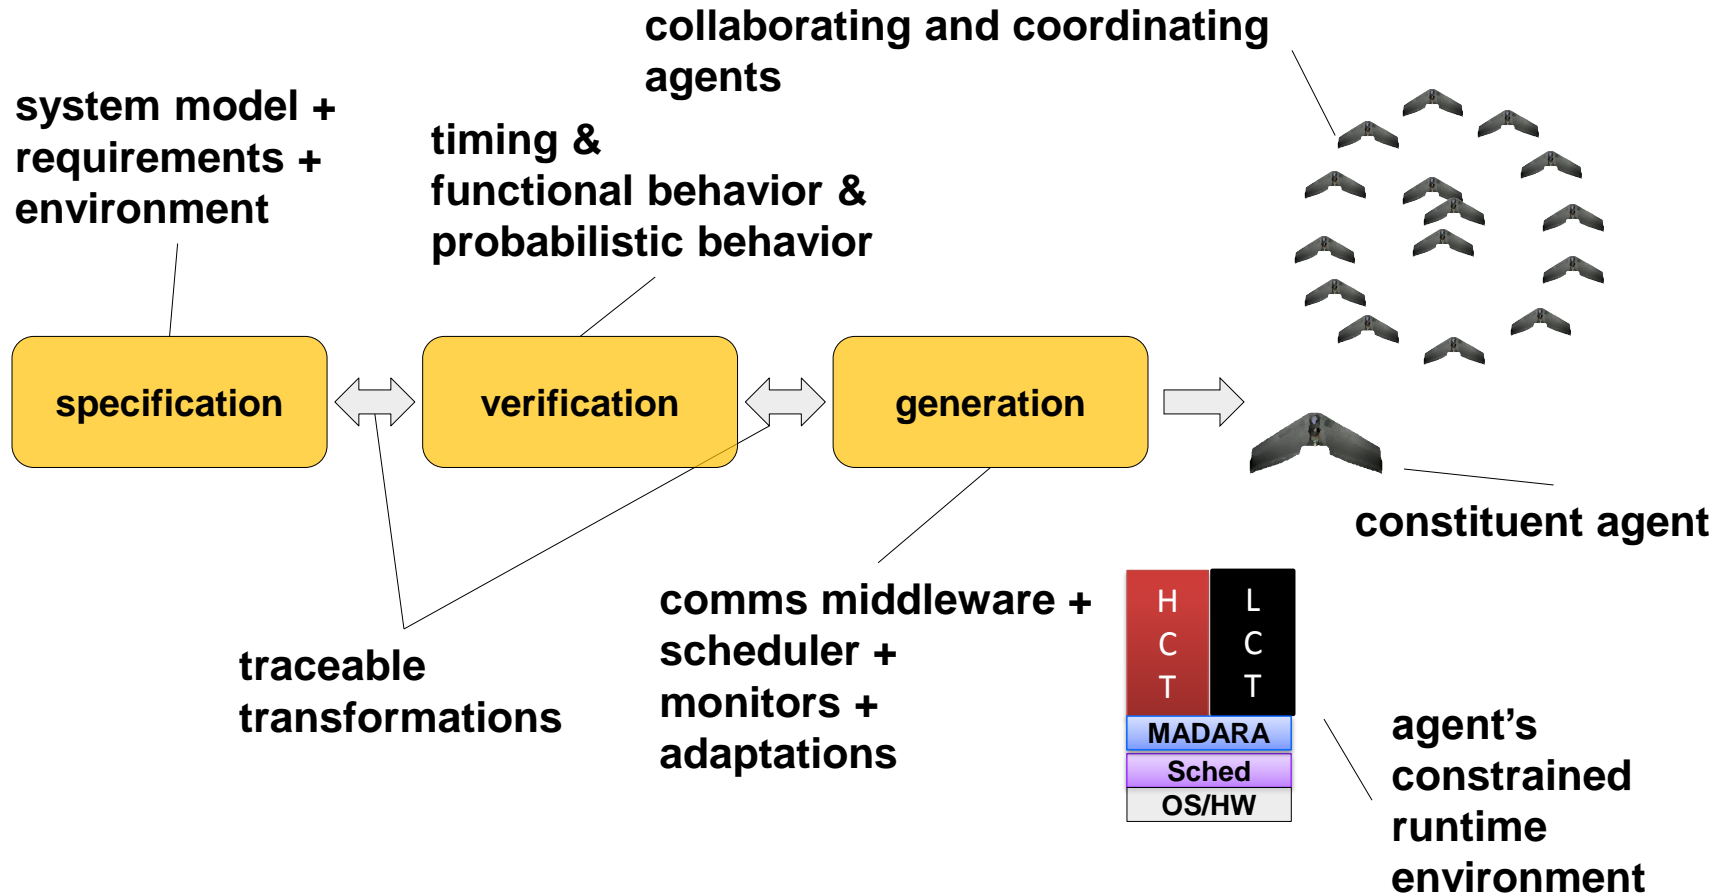 collaborating and coordinating
agents
system model +
requirements +
environment
timing &
functional behavior &
probabilistic behavior
specification
verification
generation
constituent agent
traceable
transformations
comms middleware +
scheduler +
monitors +
adaptations
H
C
T
L
C
T
MADARA
Sched
OS/HW
agent’s
constrained
runtime
environment